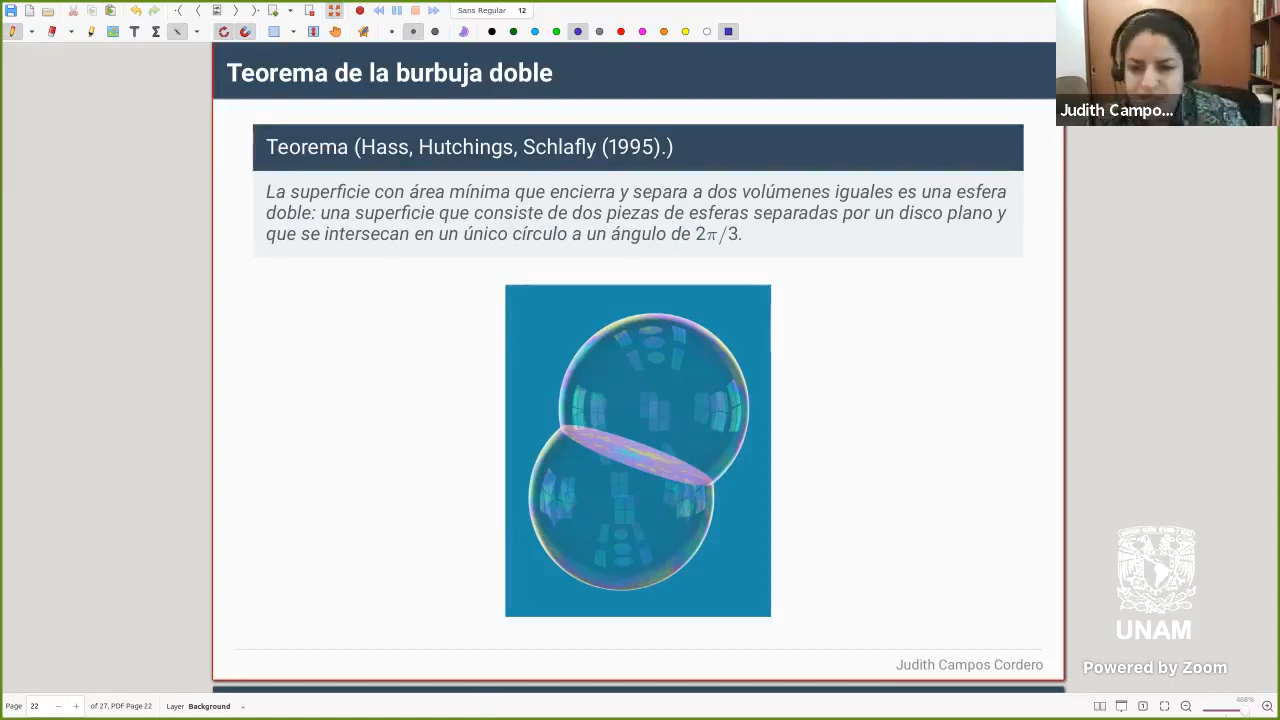 Sans Regular 12
Teorema de la burbuja doble
Judith Campo...
Teorema (Hass, Hutchings, Schlafly (1995).)
La superficie con área mínima que encierra y separa a dos volúmenes iguales es una esfera
doble: una superficie que consiste de dos piezas de esferas separadas por un disco plano y
que se intersecan en un único círculo a un ángulo de 2π/3.
UNAM
Judith Campos Cordero
Powered by Zoom
Page 22 of 27, PDF Page 22 Layer Background
468%